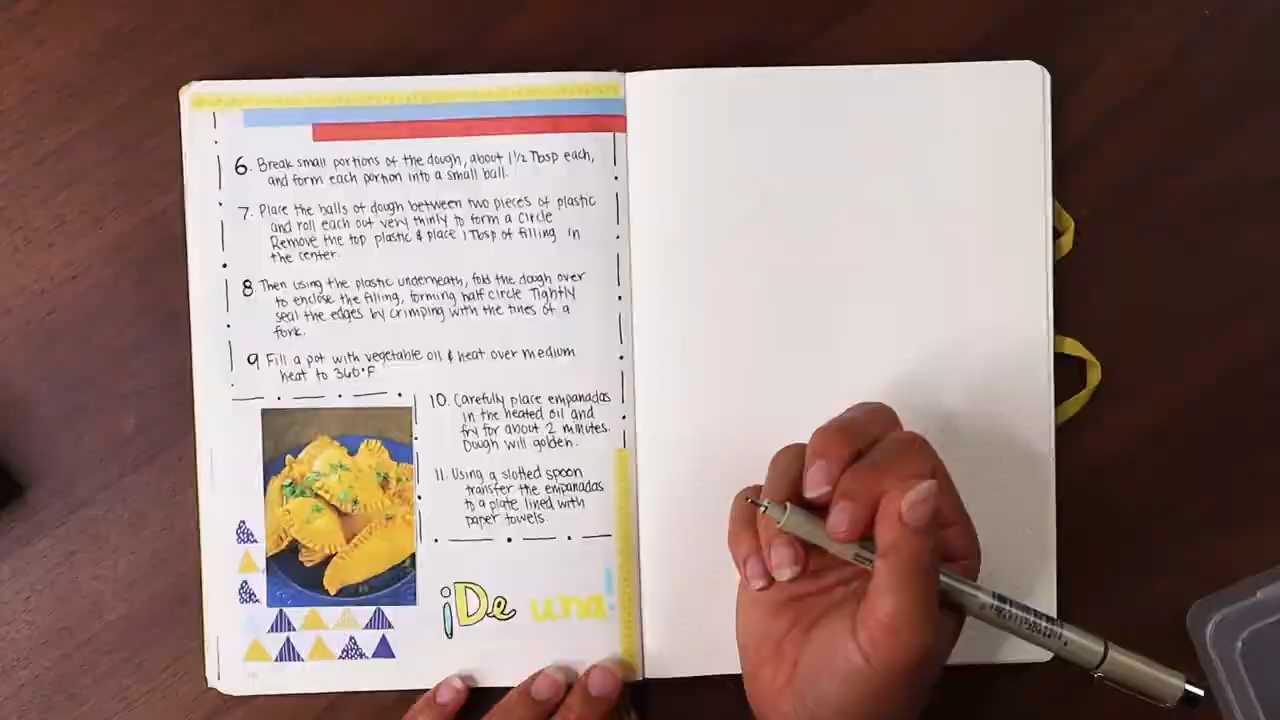 6. Break small portions of the dough, about 1 1/2 Tbsp each,
and form each portion into a small ball.
7. Place the balls of dough between two pieces of plastic
and roll each out very thinly to form a circle
Remove the top plastic & place 1 Tbsp of filling in
the center.
8 Then using the plastic underneath, fold the dough over
to enclose the filling, forming half circle Tightly
seal the edges by crimping with the tines of a
fork.
9 Fill a pot with vegetable oil & heat over medium
heat to 360°F
10. Carefully place empanadas
in the heated oil and
fry for about 2 minutes.
Dough will golden.
11. Using a slotted spoon
transfer the empanadas
to a plate lined with
paper towels.
¡De una!